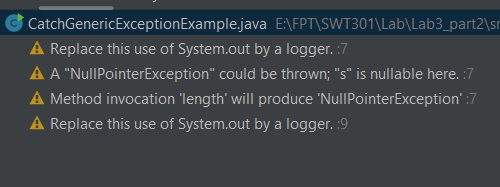 CatchGenericExceptionExample.java E:\FPT\SWT301\Lab\Lab3_part2\sr
Replace this use of System.out by a logger. :7
A "NullPointerException" could be thrown; "s" is nullable here. :7
Method invocation 'length' will produce 'NullPointerException' :7
Replace this use of System.out by a logger. :9